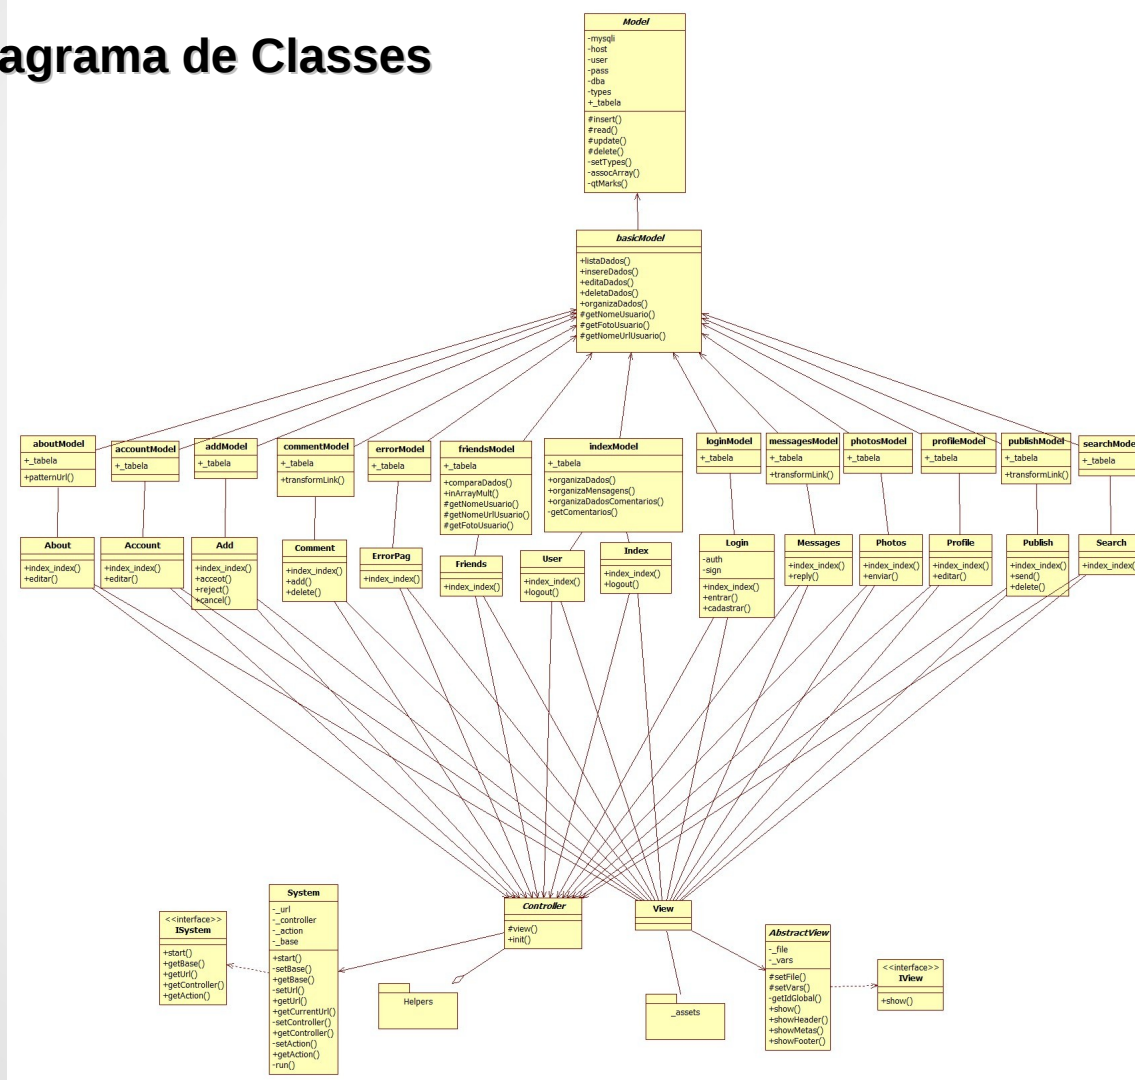 agrama de Classes
Model
-mysqli
-host
-user
-pass
-dba
-types
+_tabela
#insert()
#read()
#update()
#delete()
-setTypes()
-assocArray()
-qtMarks()
basicModel
+listaDados()
+insereDados()
+editaDados()
+deletaDados()
+organizaDados()
#getNomeUsuario()
#getFotoUsuario()
#getNomeUrlUsuario()
aboutModel
+_tabela
+patternUrl()
accountModel
+_tabela
addModel
+_tabela
commentModel
+_tabela
+transformLink()
errorModel
+_tabela
friendsModel
+_tabela
+comparaDados()
+inArrayMult()
#getNomeUsuario()
#getNomeUrlUsuario()
#getFotoUsuario()
indexModel
+_tabela
+organizaDados()
+organizaMensagens()
+organizaDadosComentarios()
-getComentarios()
loginModel
+_tabela
messagesModel
+_tabela
+transformLink()
photosModel
+_tabela
profileModel
+_tabela
publishModel
+_tabela
+transformLink()
searchMode
+_tabela
About
+index_index()
+editar()
Account
+index_index()
+editar()
Add
+index_index()
+acceot()
+reject()
+cancel()
Comment
+index_index()
+add()
+delete()
ErrorPag
+index_index()
Friends
+index_index()
User
+index_index()
+logout()
Index
+index_index()
+logout()
Login
-auth
-sign
+index_index()
+entrar()
+cadastrar()
Messages
+index_index()
+reply()
Photos
+index_index()
+enviar()
Profile
+index_index()
+editar()
Publish
+index_index()
+send()
+delete()
Search
+index_index(
<<interface>>
ISystem
+start()
+getBase()
+getUrl()
+getController()
+getAction()
System
-_url
-_controller
-_action
-_base
+start()
-setBase()
+getBase()
-setUrl()
+getUrl()
+getCurrentUrl()
-setController()
+getController()
-setAction()
+getAction()
-run()
Controller
#view()
+init()
Helpers
View
_assets
AbstractView
-_file
-_vars
#setFile()
#setVars()
-getIdGlobal()
+show()
+showHeader()
+showMetas()
+showFooter()
<<interface>>
IView
+show()